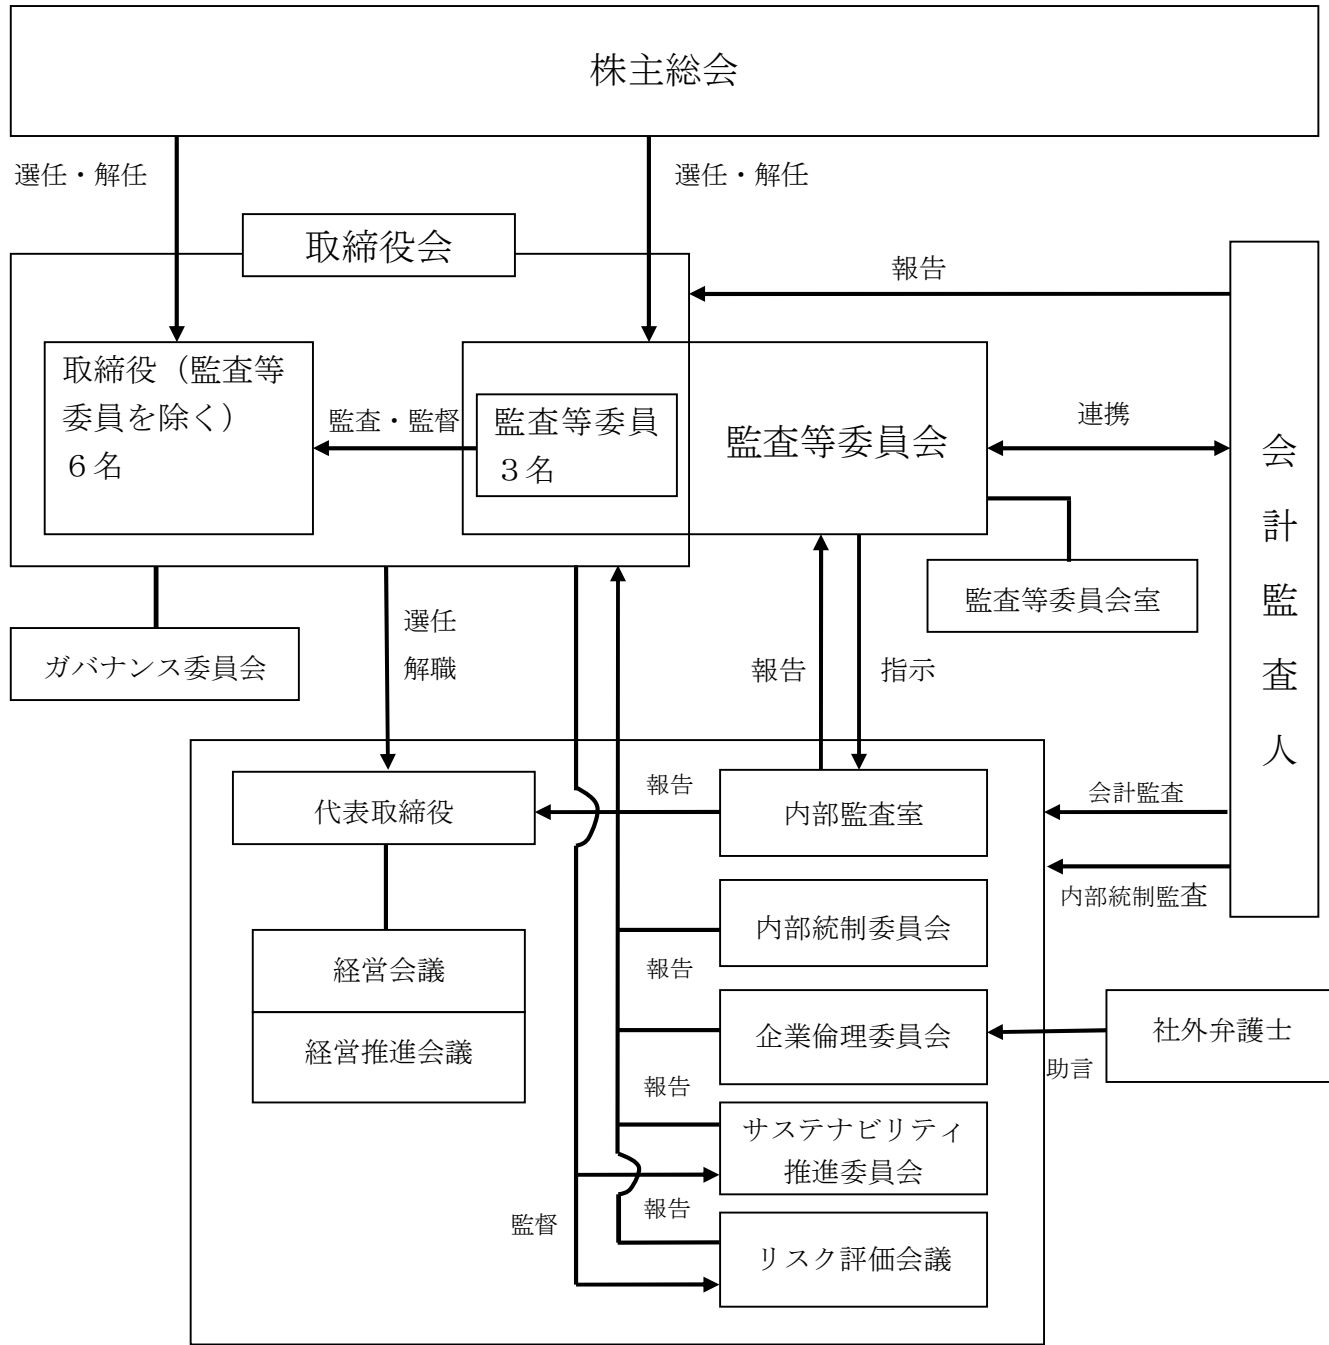 株主総会
選任・解任
選任・解任
取締役会
報告
取締役（監査等
委員を除く）
６名
監査・監督
監査等委員
３名
監査等委員会
連携
会計監査人
監査等委員会室
ガバナンス委員会
選任
解職
報告
指示
代表取締役
報告
内部監査室
会計監査
内部統制監査
内部統制委員会
報告
経営会議
経営推進会議
企業倫理委員会
社外弁護士
助言
報告
サステナビリティ
推進委員会
監督
報告
リスク評価会議